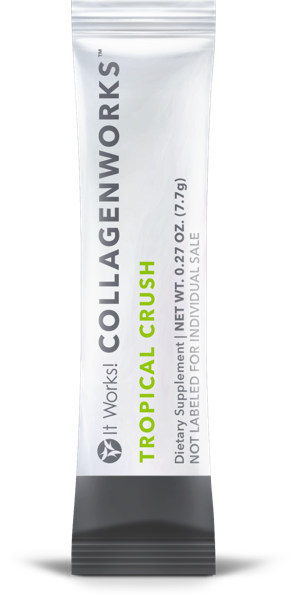 It Works! COLLAGENWORKS™
TROPICAL CRUSH
Dietary Supplement | NET WT. 0.27 OZ. (7.7g)
NOT LABELED FOR INDIVIDUAL SALE